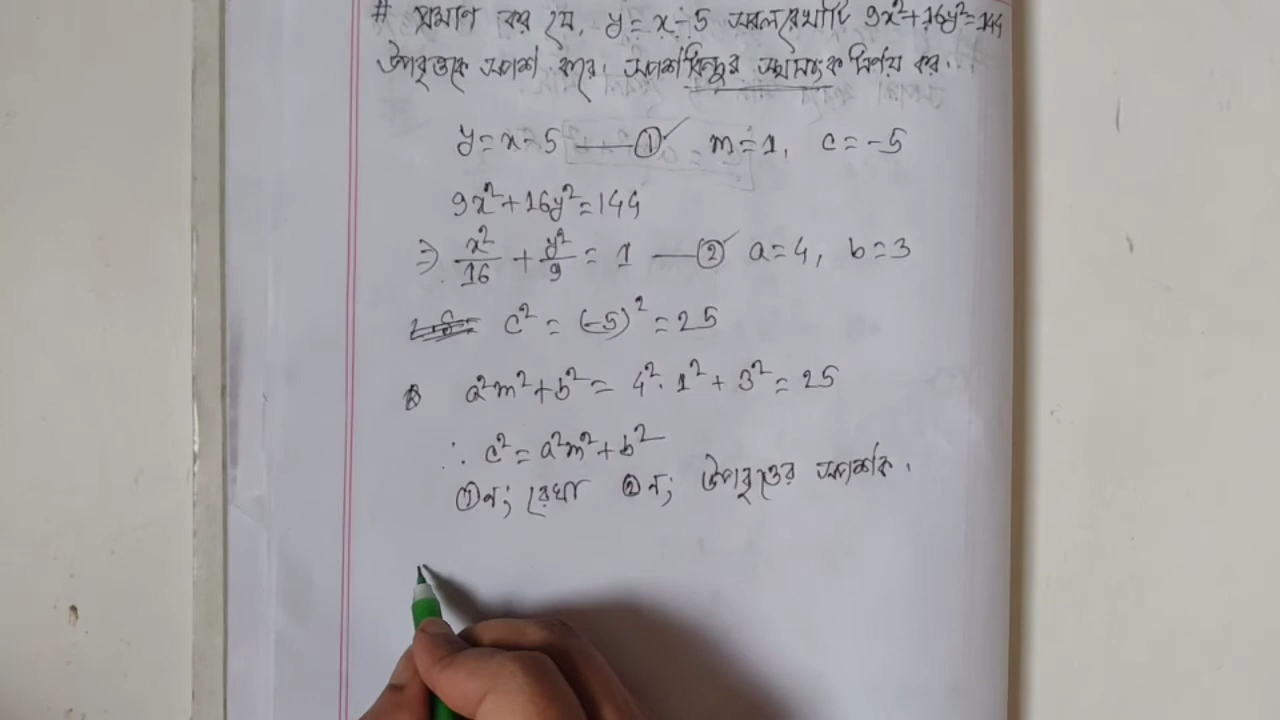 # প্রমাণ কর যে, y = x - 5 সরলরেখাটি 9x²+16y²=144
উপবৃত্তকে স্পর্শ করে। স্পর্শবিন্দুর স্থানাংক নির্ণয় কর.
y = x - 5 —— ① ✓ m = 1, c = -5
9x²+16y²=144
⇒ x²/16 + y²/9 = 1 —— ② ✓ a = 4, b = 3
c² = (-5)² = 25
a²m²+b² = 4²·1² + 3² = 25
∴ c² = a²m²+b²
①নং রেখা ②নং উপবৃত্তের স্পর্শক.